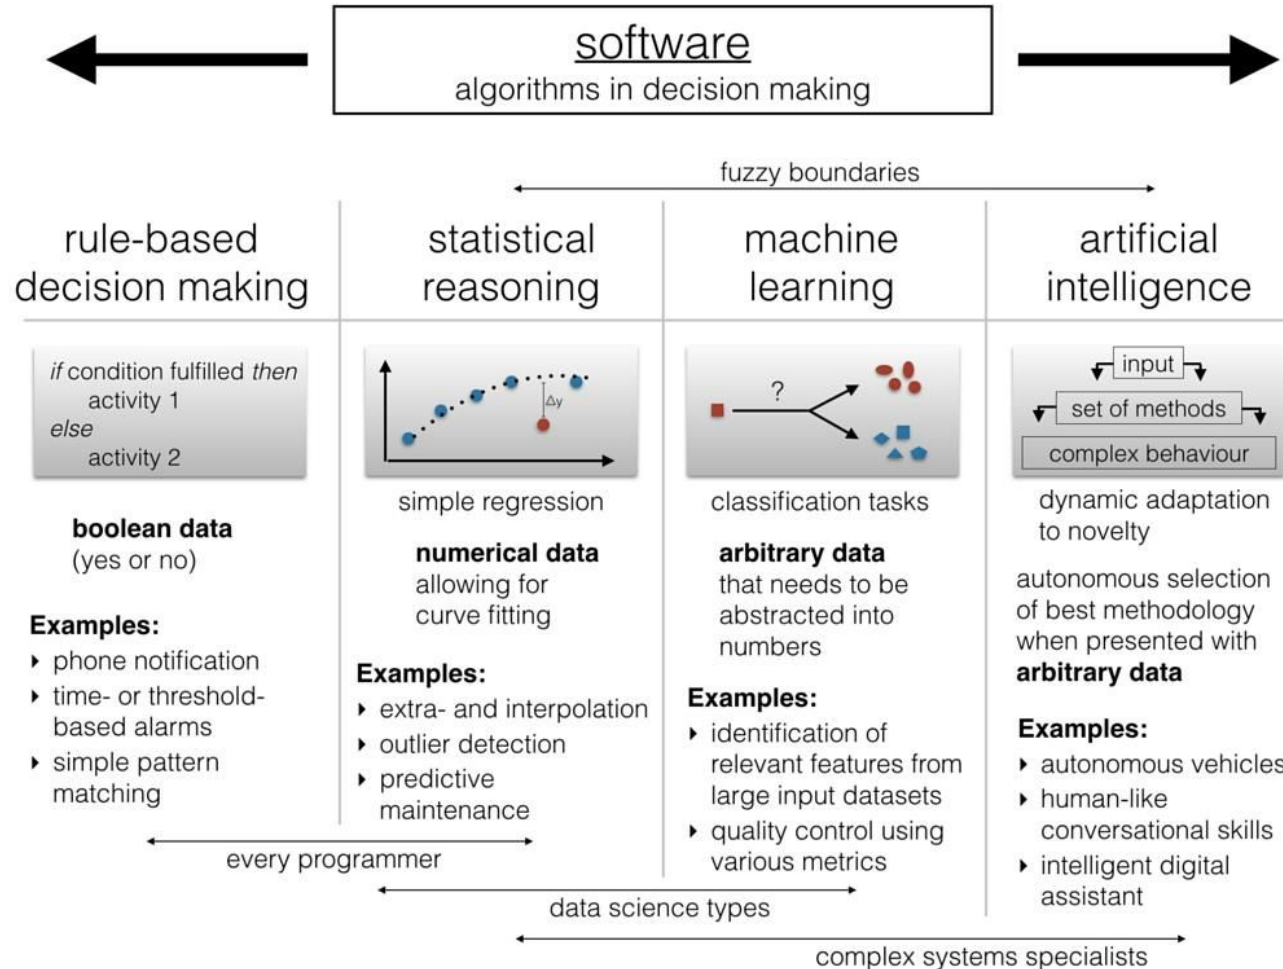 software
algorithms in decision making
fuzzy boundaries
rule-based
decision making
if condition fulfilled then
activity 1
else
activity 2
boolean data
(yes or no)
Examples:
‣ phone notification
‣ time- or threshold-
based alarms
‣ simple pattern
matching
statistical
reasoning
Δy
simple regression
numerical data
allowing for
curve fitting
Examples:
‣ extra- and interpolation
‣ outlier detection
‣ predictive
maintenance
machine
learning
?
classification tasks
arbitrary data
that needs to be
abstracted into
numbers
Examples:
‣ identification of
relevant features from
large input datasets
‣ quality control using
various metrics
artificial
intelligence
input
set of methods
complex behaviour
dynamic adaptation
to novelty
autonomous selection
of best methodology
when presented with
arbitrary data
Examples:
‣ autonomous vehicles
‣ human-like
conversational skills
‣ intelligent digital
assistant
every programmer
data science types
complex systems specialists